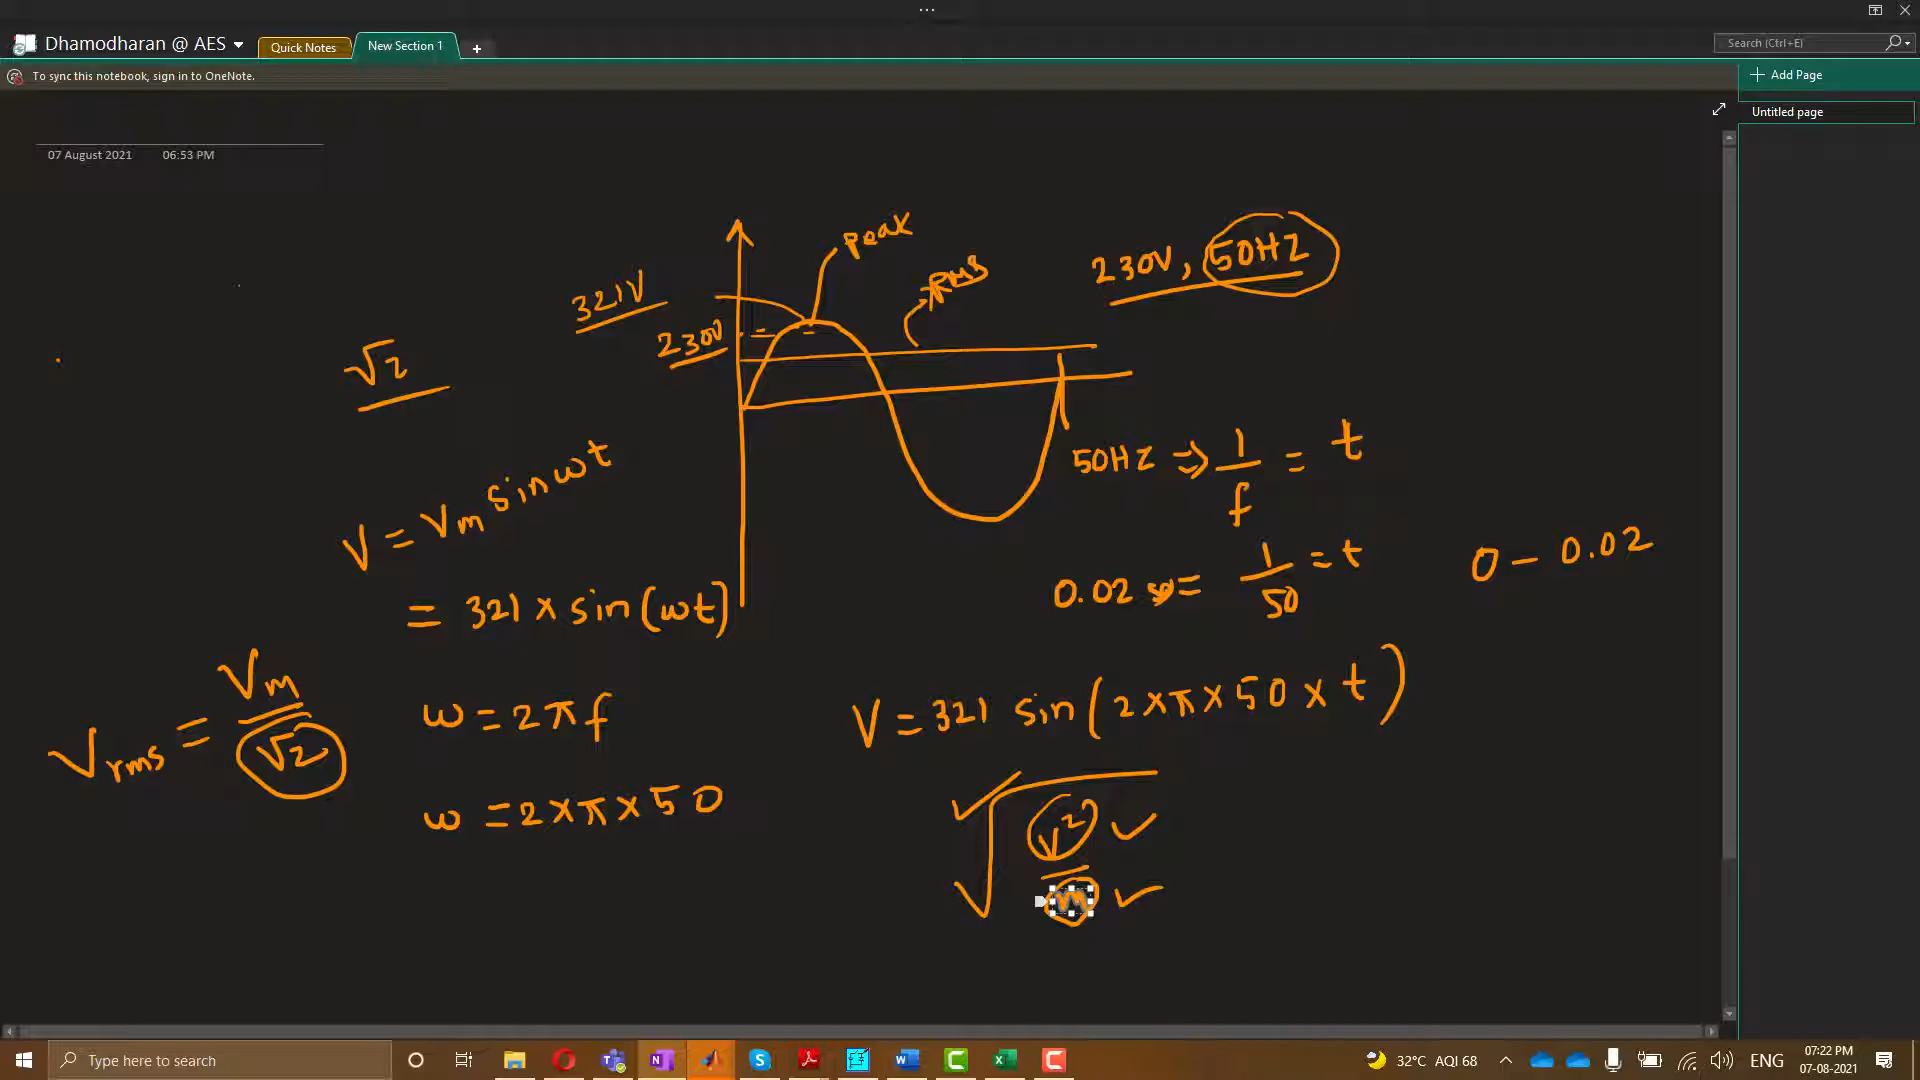 Dhamodharan @ AES
Quick Notes
New Section 1
Search (Ctrl+E)
To sync this notebook, sign in to OneNote.
Add Page
Untitled page
07 August 2021 06:53 PM
peak
RMS
230V, 50HZ
321V
230V
√2
50HZ ⇒ 1/f = t
V = Vm sinwt
0.02 = 1/50 = t
0 - 0.02
= 321 × sin(wt)
Vrms = Vm/√2
w = 2πf
V = 321 sin(2×π×50×t)
w = 2×π×50
√
v²
Type here to search
32°C AQI 68
ENG
07:22 PM
07-08-2021